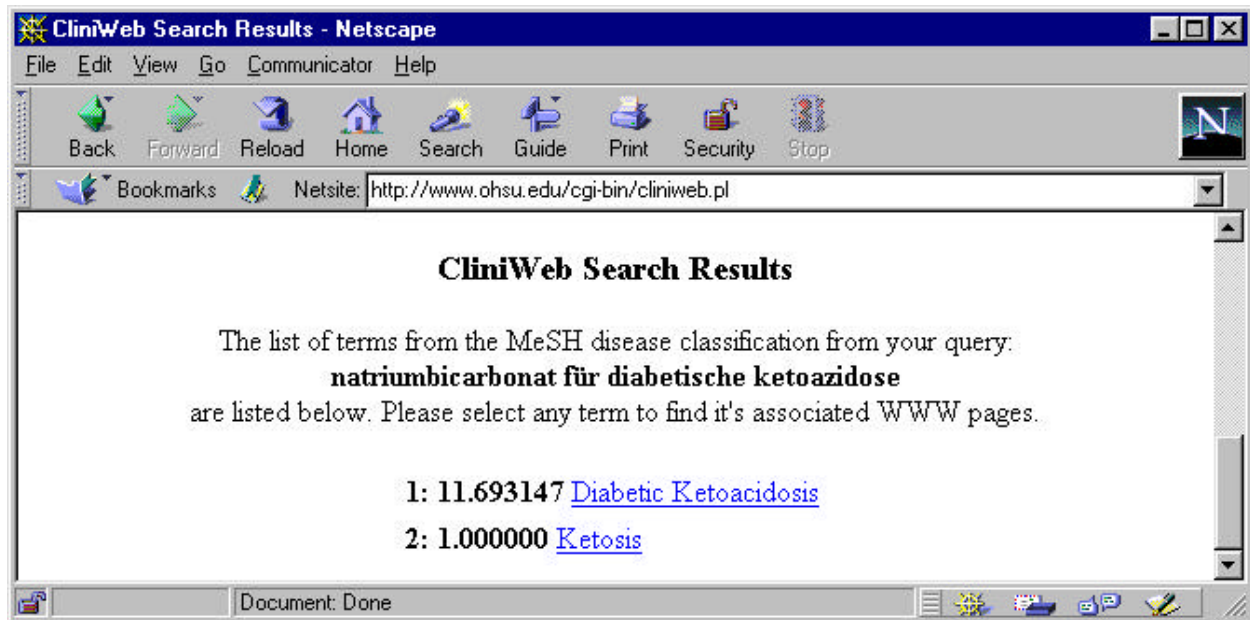 CliniWeb Search Results - Netscape
File Edit View Go Communicator Help
Back Forward Reload Home Search Guide Print Security Stop
N
Bookmarks Netsite: http://www.ohsu.edu/cgi-bin/cliniweb.pl
CliniWeb Search Results
The list of terms from the MeSH disease classification from your query:
natriumbicarbonat für diabetische ketoazidose
are listed below. Please select any term to find it's associated WWW pages.
1: 11.693147 Diabetic Ketoacidosis
2: 1.000000 Ketosis
Document: Done